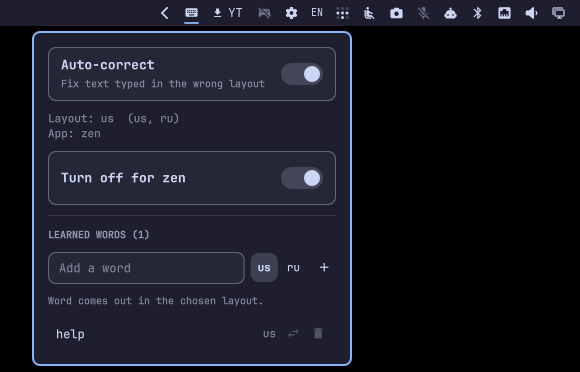 YT EN
Auto-correct
Fix text typed in the wrong layout
Layout: us (us, ru)
App: zen
Turn off for zen
LEARNED WORDS (1)
Add a word us ru +
Word comes out in the chosen layout.
help us